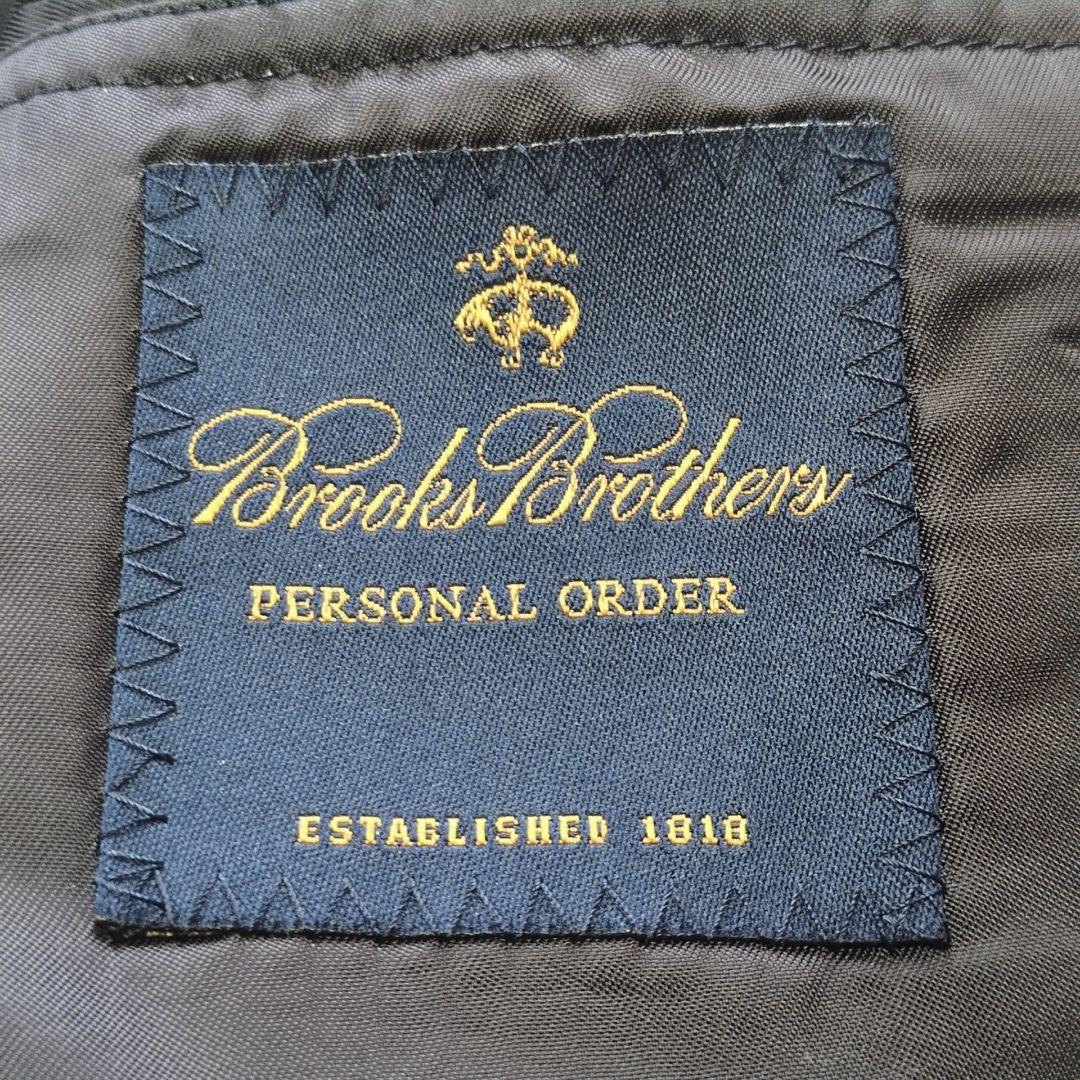 Brooks Brothers
PERSONAL ORDER
ESTABLISHED 1818